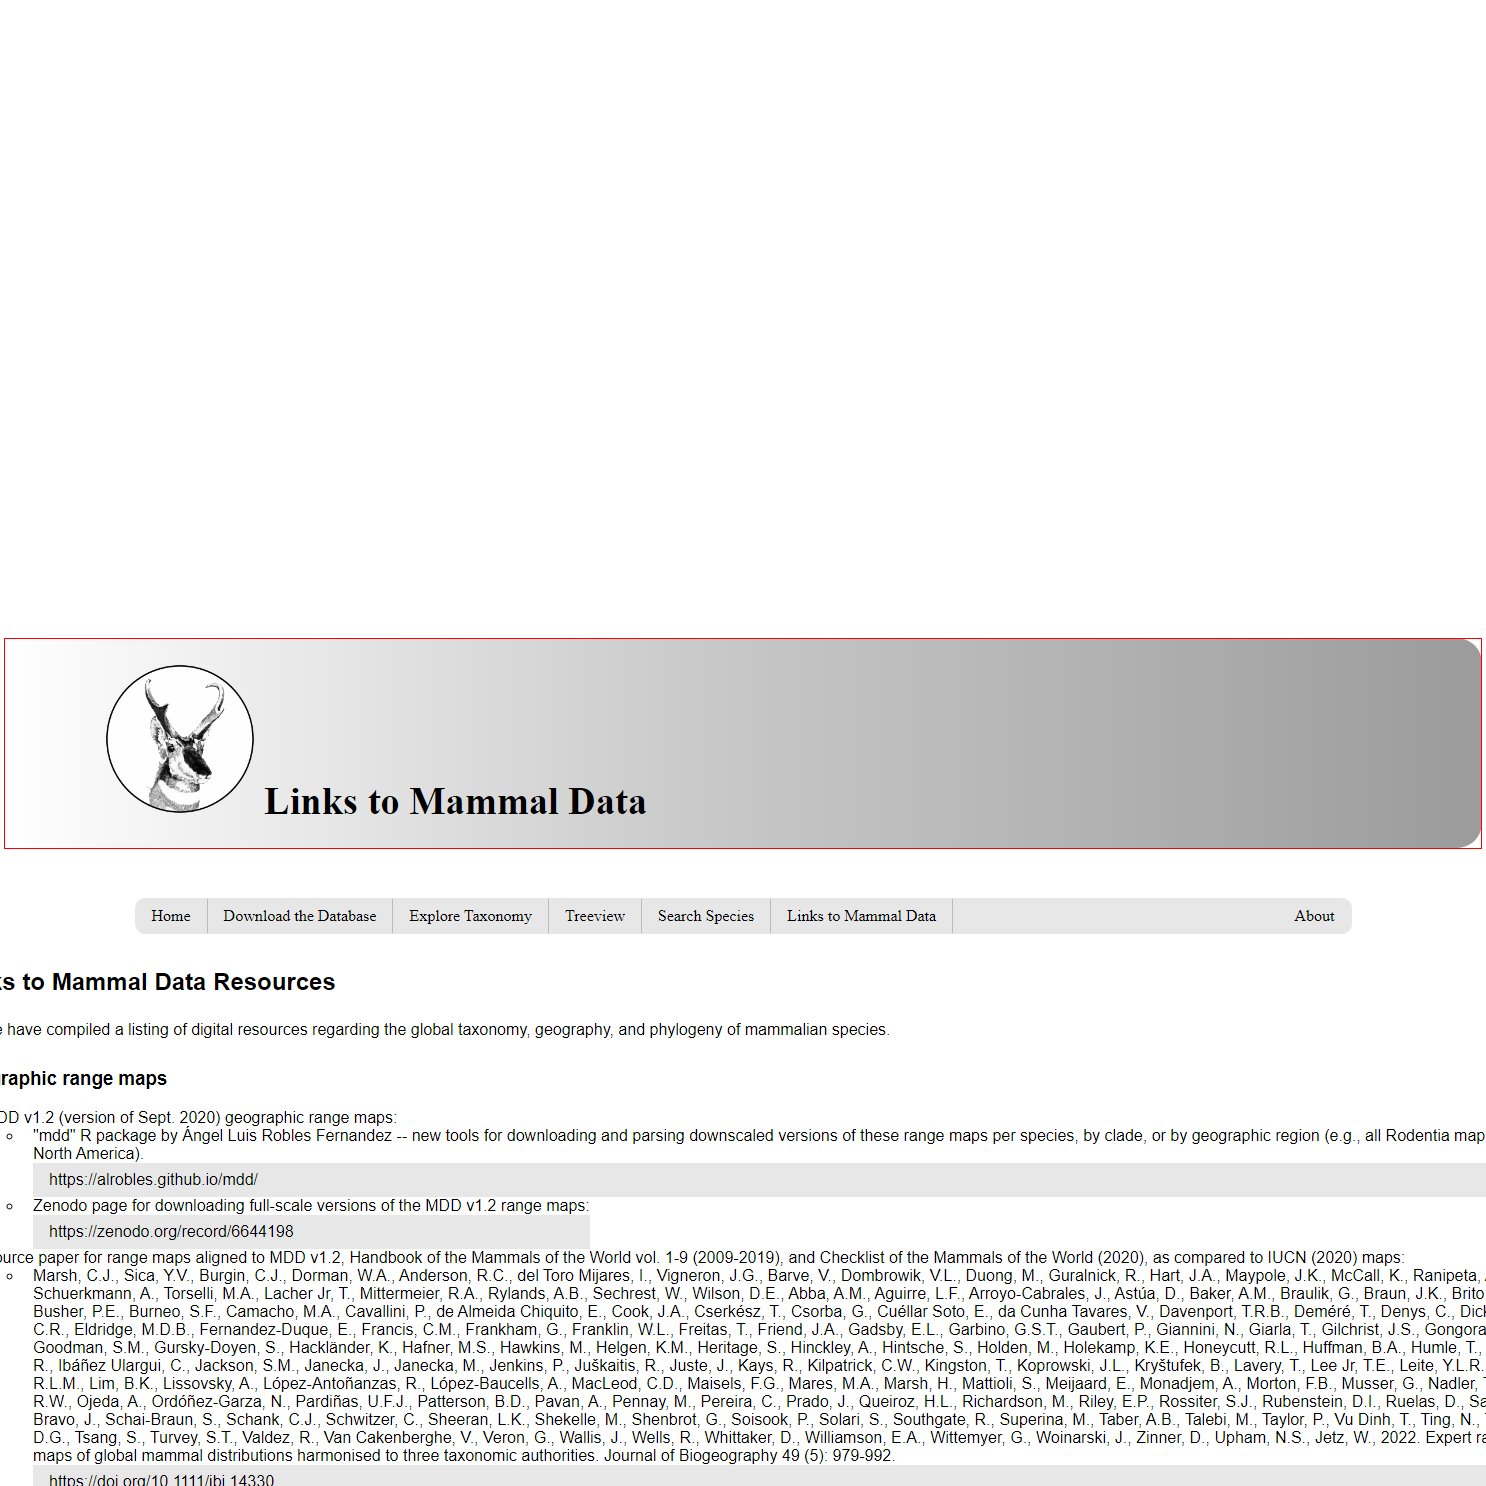 Links to Mammal Data
Home Download the Database Explore Taxonomy Treeview Search Species Links to Mammal Data About
s to Mammal Data Resources
have compiled a listing of digital resources regarding the global taxonomy, geography, and phylogeny of mammalian species.
raphic range maps
DD v1.2 (version of Sept. 2020) geographic range maps:
"mdd" R package by Ángel Luis Robles Fernandez -- new tools for downloading and parsing downscaled versions of these range maps per species, by clade, or by geographic region (e.g., all Rodentia map
North America).
https://alrobles.github.io/mdd/
Zenodo page for downloading full-scale versions of the MDD v1.2 range maps:
https://zenodo.org/record/6644198
ource paper for range maps aligned to MDD v1.2, Handbook of the Mammals of the World vol. 1-9 (2009-2019), and Checklist of the Mammals of the World (2020), as compared to IUCN (2020) maps:
Marsh, C.J., Sica, Y.V., Burgin, C.J., Dorman, W.A., Anderson, R.C., del Toro Mijares, I., Vigneron, J.G., Barve, V., Dombrowik, V.L., Duong, M., Guralnick, R., Hart, J.A., Maypole, J.K., McCall, K., Ranipeta,
Schuerkmann, A., Torselli, M.A., Lacher Jr, T., Mittermeier, R.A., Rylands, A.B., Sechrest, W., Wilson, D.E., Abba, A.M., Aguirre, L.F., Arroyo-Cabrales, J., Astúa, D., Baker, A.M., Braulik, G., Braun, J.K., Brito
Busher, P.E., Burneo, S.F., Camacho, M.A., Cavallini, P., de Almeida Chiquito, E., Cook, J.A., Cserkész, T., Csorba, G., Cuéllar Soto, E., da Cunha Tavares, V., Davenport, T.R.B., Deméré, T., Denys, C., Dick
C.R., Eldridge, M.D.B., Fernandez-Duque, E., Francis, C.M., Frankham, G., Franklin, W.L., Freitas, T., Friend, J.A., Gadsby, E.L., Garbino, G.S.T., Gaubert, P., Giannini, N., Giarla, T., Gilchrist, J.S., Gongora
Goodman, S.M., Gursky-Doyen, S., Hackländer, K., Hafner, M.S., Hawkins, M., Helgen, K.M., Heritage, S., Hinckley, A., Hintsche, S., Holden, M., Holekamp, K.E., Honeycutt, R.L., Huffman, B.A., Humle, T.,
R., Ibáñez Ulargui, C., Jackson, S.M., Janecka, J., Janecka, M., Jenkins, P., Juškaitis, R., Juste, J., Kays, R., Kilpatrick, C.W., Kingston, T., Koprowski, J.L., Kryštufek, B., Lavery, T., Lee Jr, T.E., Leite, Y.L.R.
R.L.M., Lim, B.K., Lissovsky, A., López-Antoñanzas, R., López-Baucells, A., MacLeod, C.D., Maisels, F.G., Mares, M.A., Marsh, H., Mattioli, S., Meijaard, E., Monadjem, A., Morton, F.B., Musser, G., Nadler,
R.W., Ojeda, A., Ordóñez-Garza, N., Pardiñas, U.F.J., Patterson, B.D., Pavan, A., Pennay, M., Pereira, C., Prado, J., Queiroz, H.L., Richardson, M., Riley, E.P., Rossiter, S.J., Rubenstein, D.I., Ruelas, D., Sa
Bravo, J., Schai-Braun, S., Schank, C.J., Schwitzer, C., Sheeran, L.K., Shekelle, M., Shenbrot, G., Soisook, P., Solari, S., Southgate, R., Superina, M., Taber, A.B., Talebi, M., Taylor, P., Vu Dinh, T., Ting, N.,
D.G., Tsang, S., Turvey, S.T., Valdez, R., Van Cakenberghe, V., Veron, G., Wallis, J., Wells, R., Whittaker, D., Williamson, E.A., Wittemyer, G., Woinarski, J., Zinner, D., Upham, N.S., Jetz, W., 2022. Expert ra
maps of global mammal distributions harmonised to three taxonomic authorities. Journal of Biogeography 49 (5): 979-992.
https://doi.org/10.1111/jbi.14330